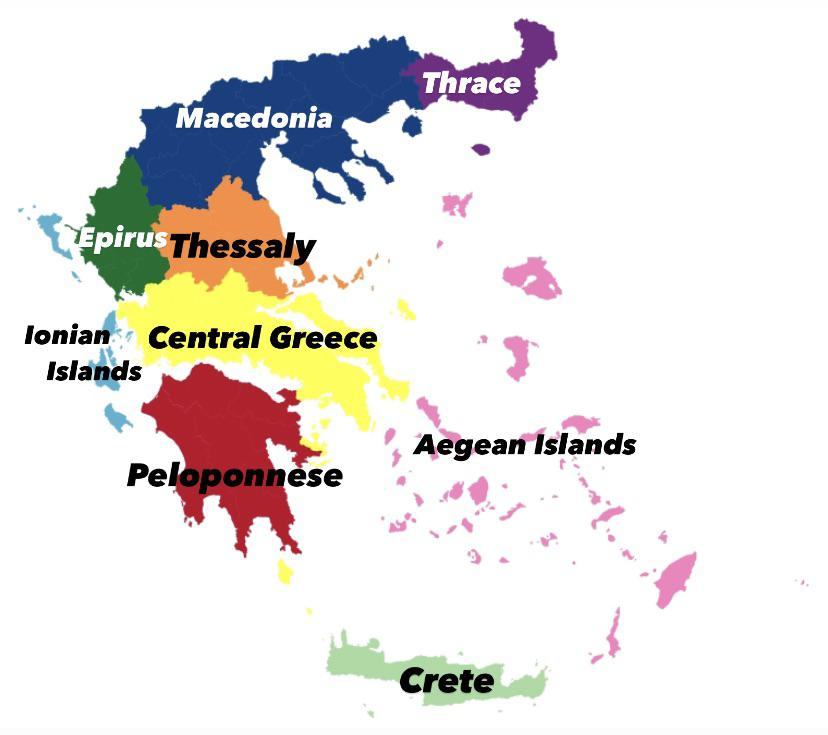 Thrace
Macedonia
Epirus
Thessaly
Ionian
Islands
Central Greece
Aegean Islands
Peloponnese
Crete